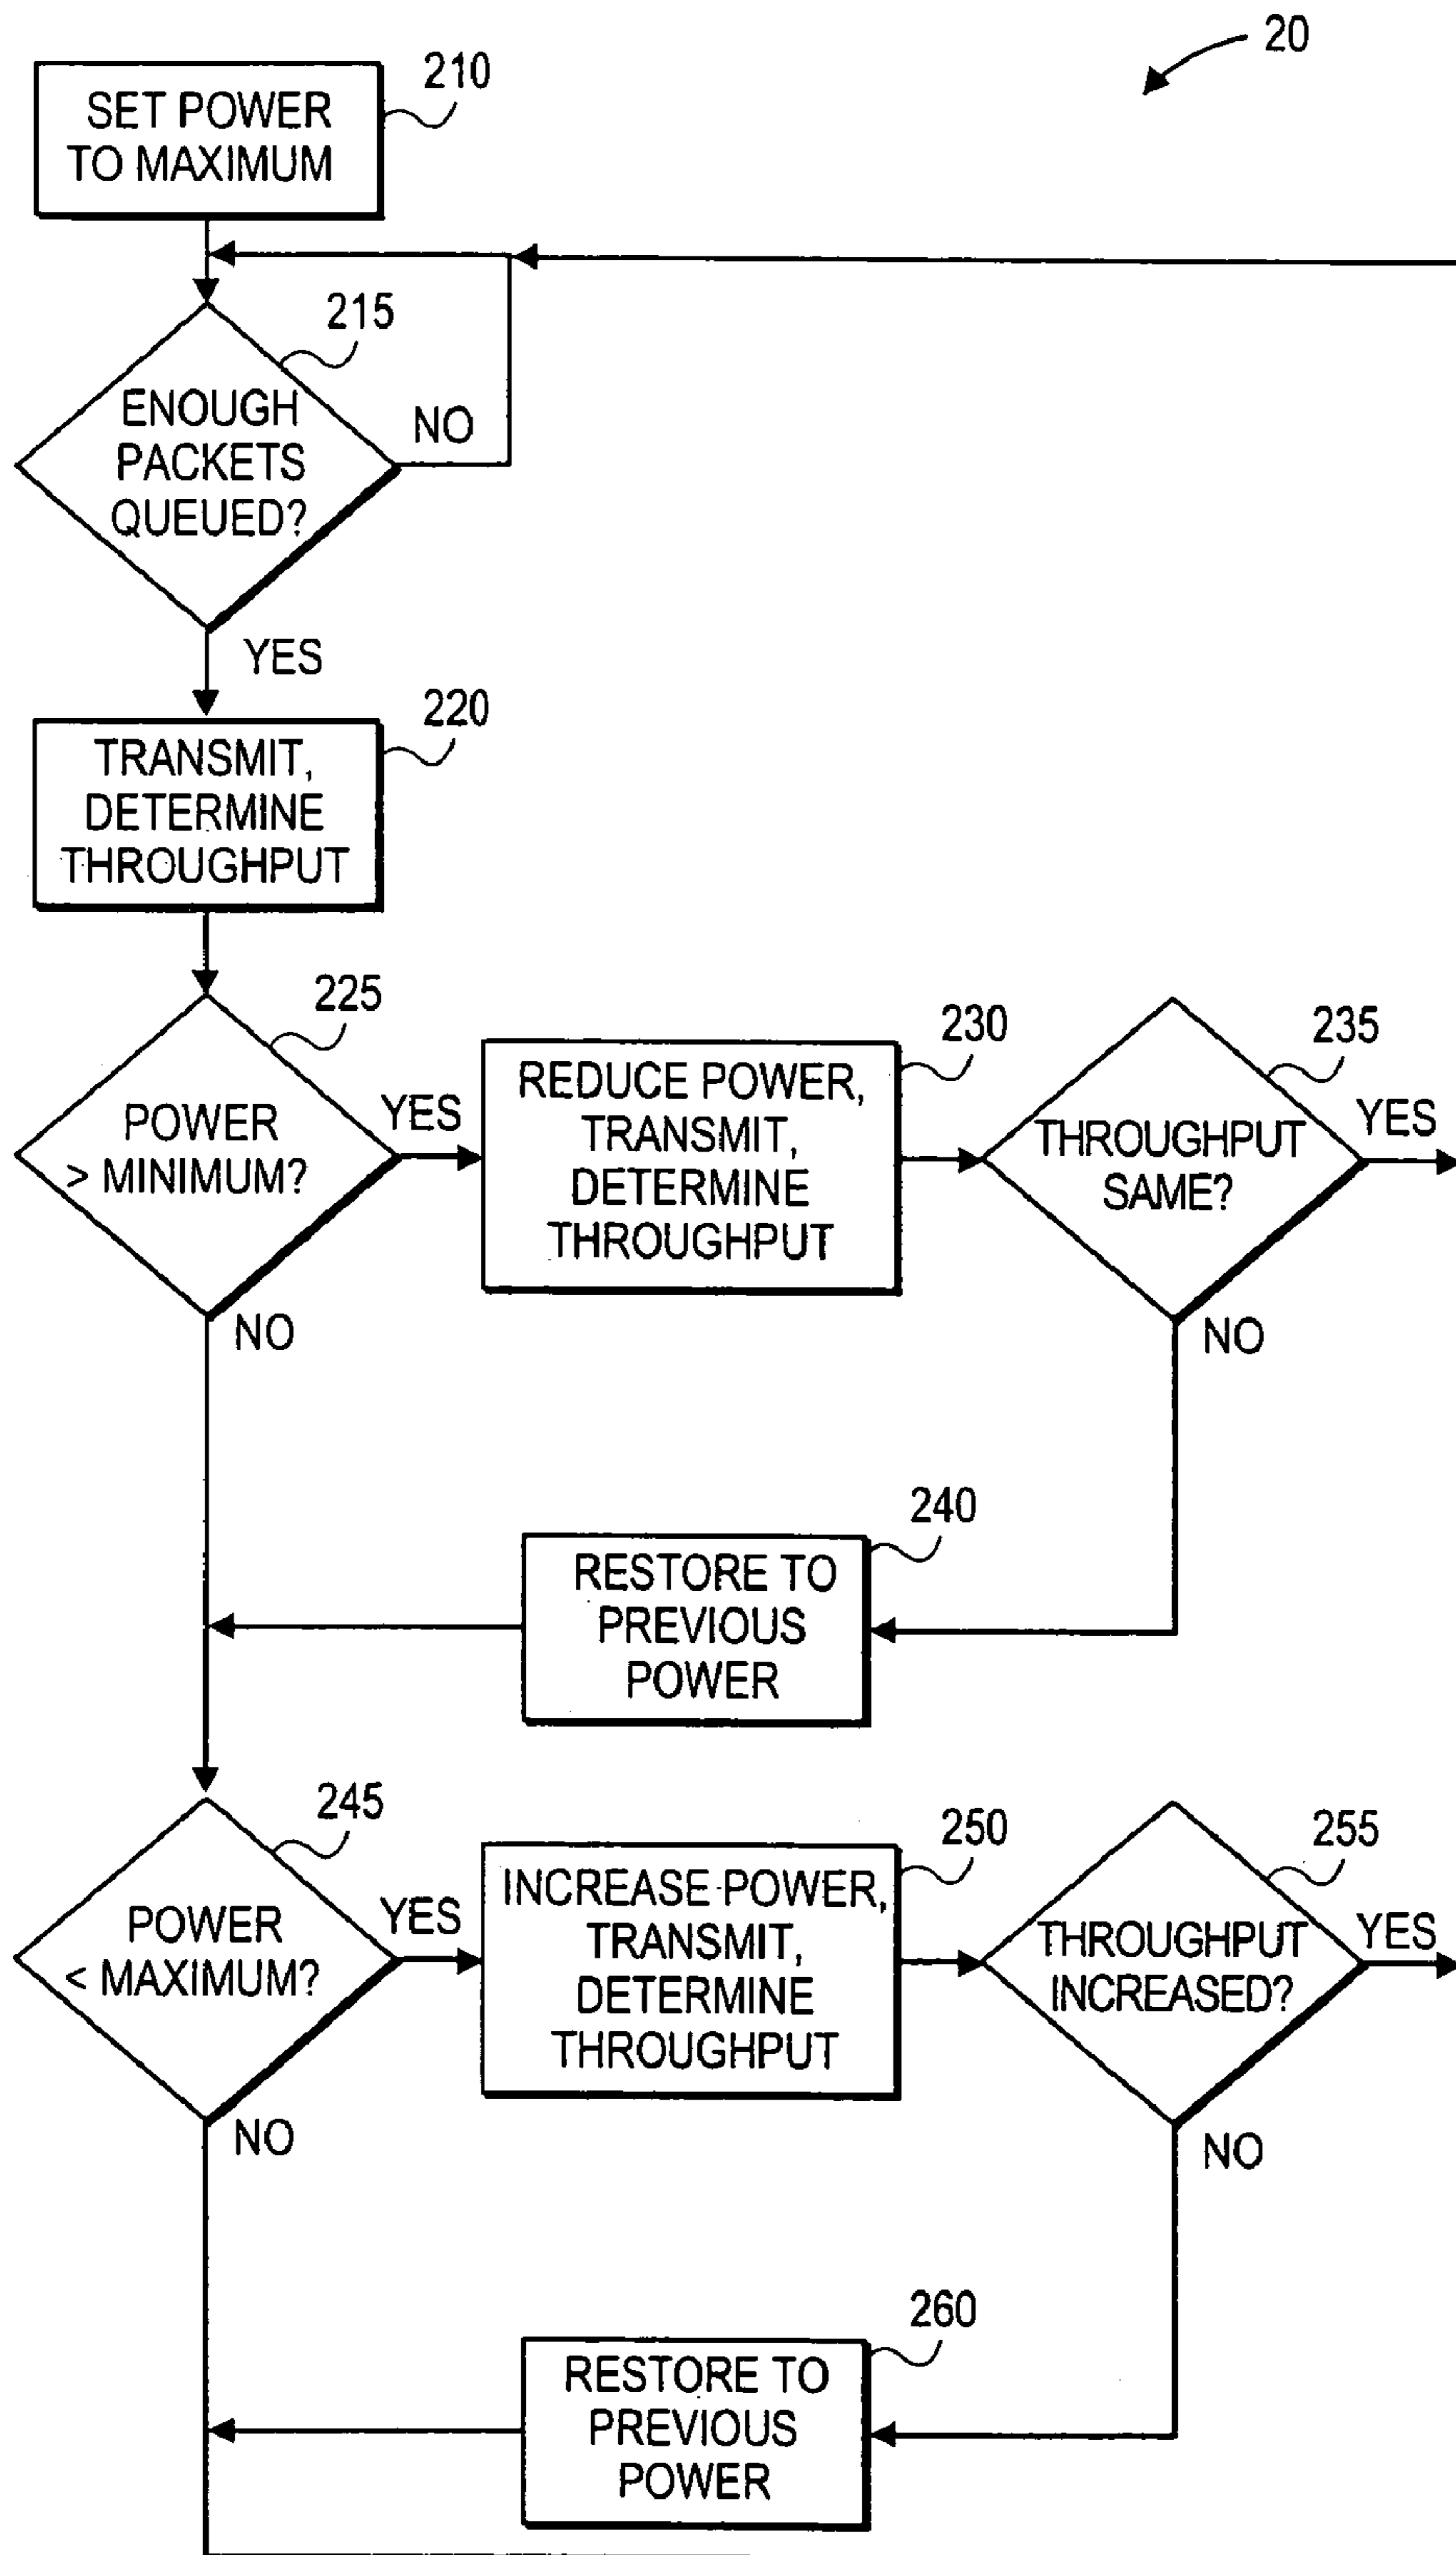 20
210
SET POWER
TO MAXIMUM
215
ENOUGH
PACKETS
QUEUED?
NO
YES
220
TRANSMIT,
DETERMINE
THROUGHPUT
225
POWER
> MINIMUM?
YES
NO
230
REDUCE POWER,
TRANSMIT,
DETERMINE
THROUGHPUT
235
THROUGHPUT
SAME?
YES
NO
240
RESTORE TO
PREVIOUS
POWER
245
POWER
< MAXIMUM?
YES
NO
250
INCREASE POWER,
TRANSMIT,
DETERMINE
THROUGHPUT
255
THROUGHPUT
INCREASED?
YES
NO
260
RESTORE TO
PREVIOUS
POWER